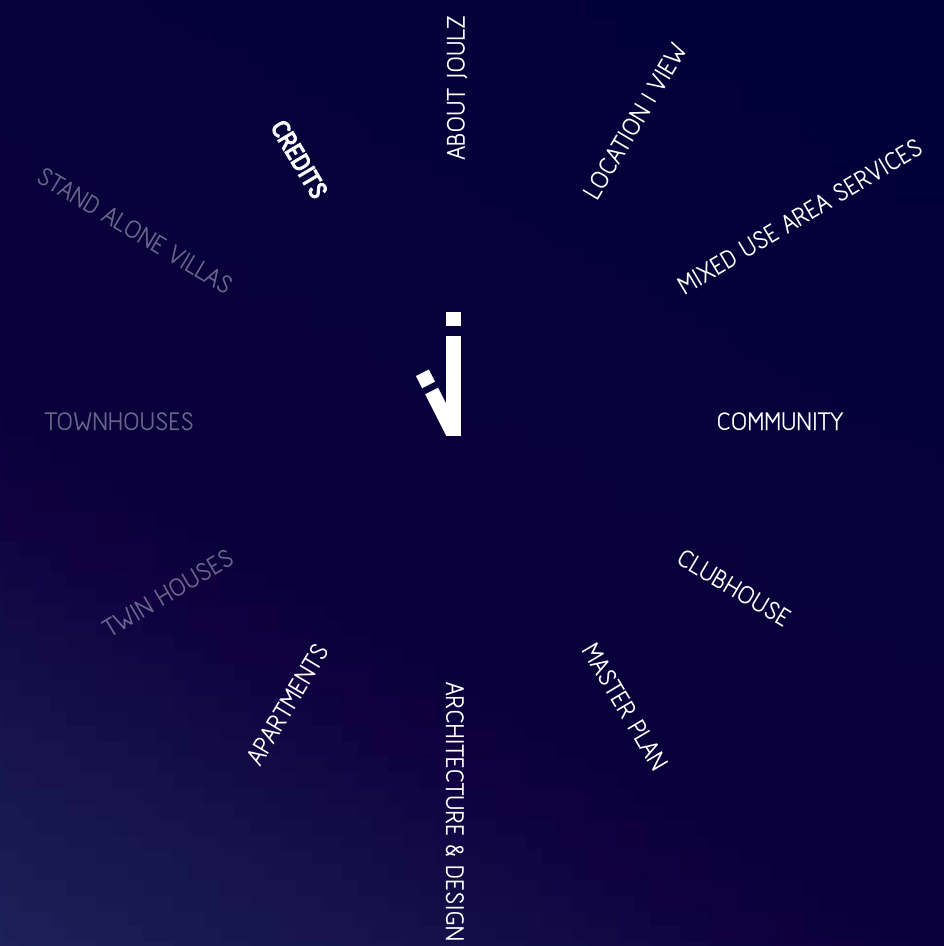 ABOUT JOULZ
LOCATION I VIEW
MIXED USE AREA SERVICES
COMMUNITY
CLUBHOUSE
MASTER PLAN
ARCHITECTURE & DESIGN
APARTMENTS
TWIN HOUSES
TOWNHOUSES
STAND ALONE VILLAS
CREDITS